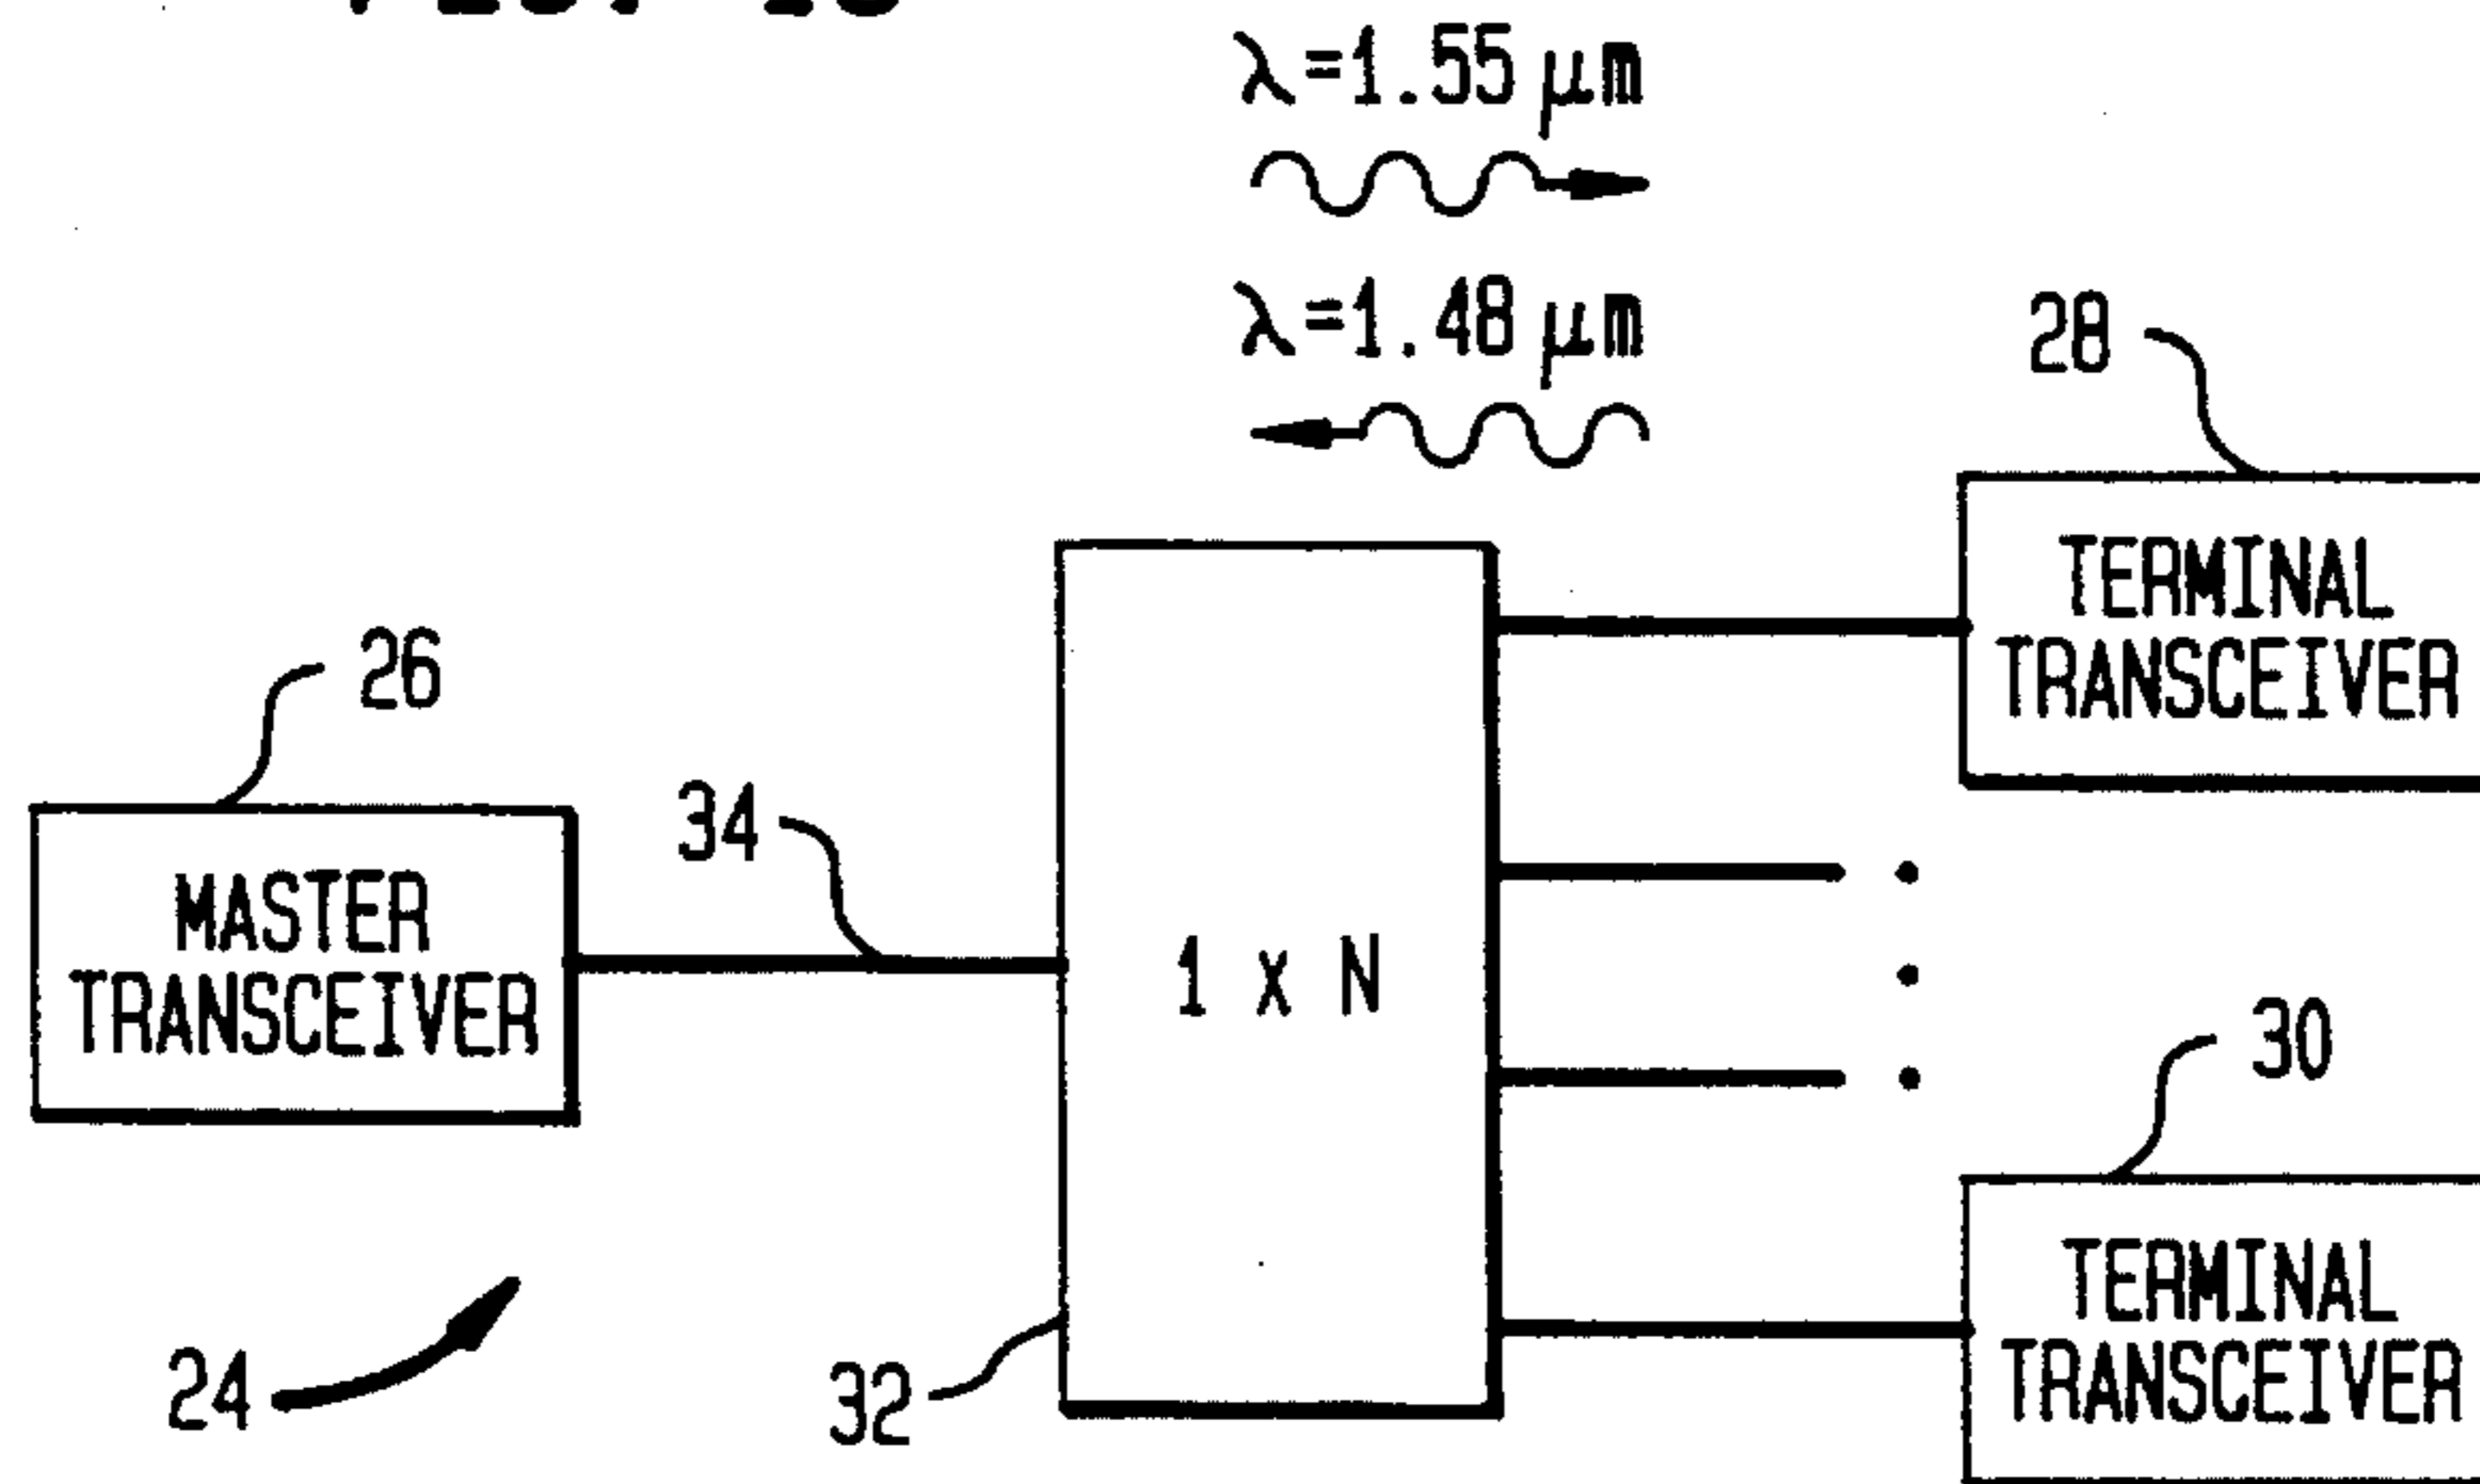 λ=1.55 μm
λ=1.48 μm
28
TERMINAL
TRANSCEIVER
26
34
MASTER
TRANSCEIVER
1 x N
30
TERMINAL
TRANSCEIVER
24
32